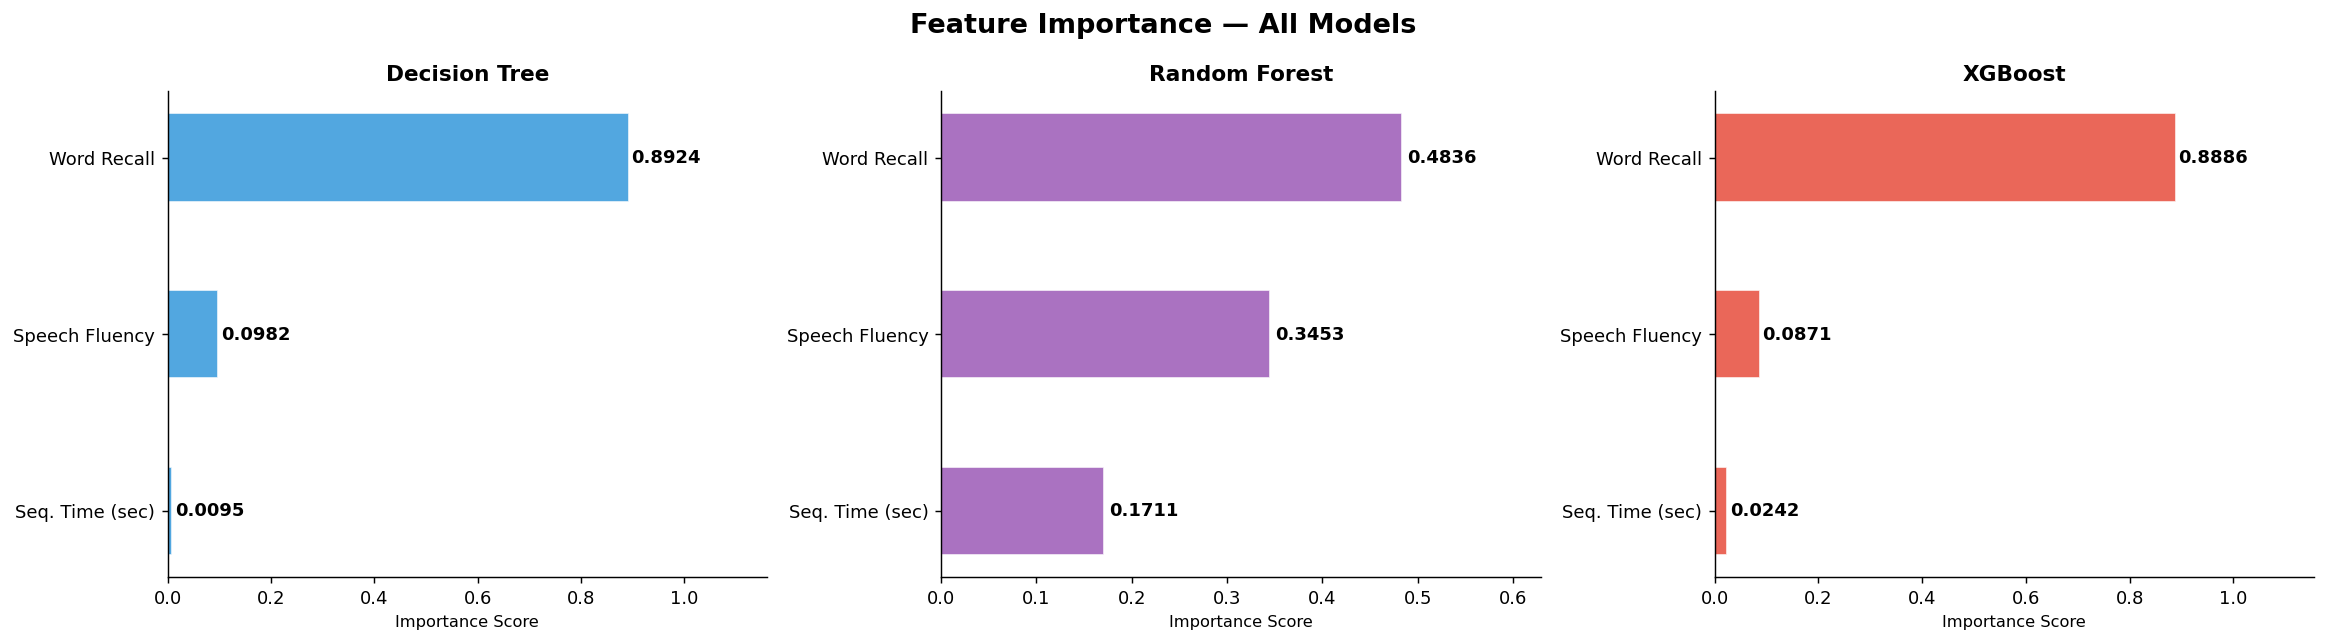 Feature Importance — All Models
Decision Tree
Word Recall
0.8924
Speech Fluency
0.0982
Seq. Time (sec)
0.0095
0.0 0.2 0.4 0.6 0.8 1.0
Importance Score
Random Forest
Word Recall
0.4836
Speech Fluency
0.3453
Seq. Time (sec)
0.1711
0.0 0.1 0.2 0.3 0.4 0.5 0.6
Importance Score
XGBoost
Word Recall
0.8886
Speech Fluency
0.0871
Seq. Time (sec)
0.0242
0.0 0.2 0.4 0.6 0.8 1.0
Importance Score